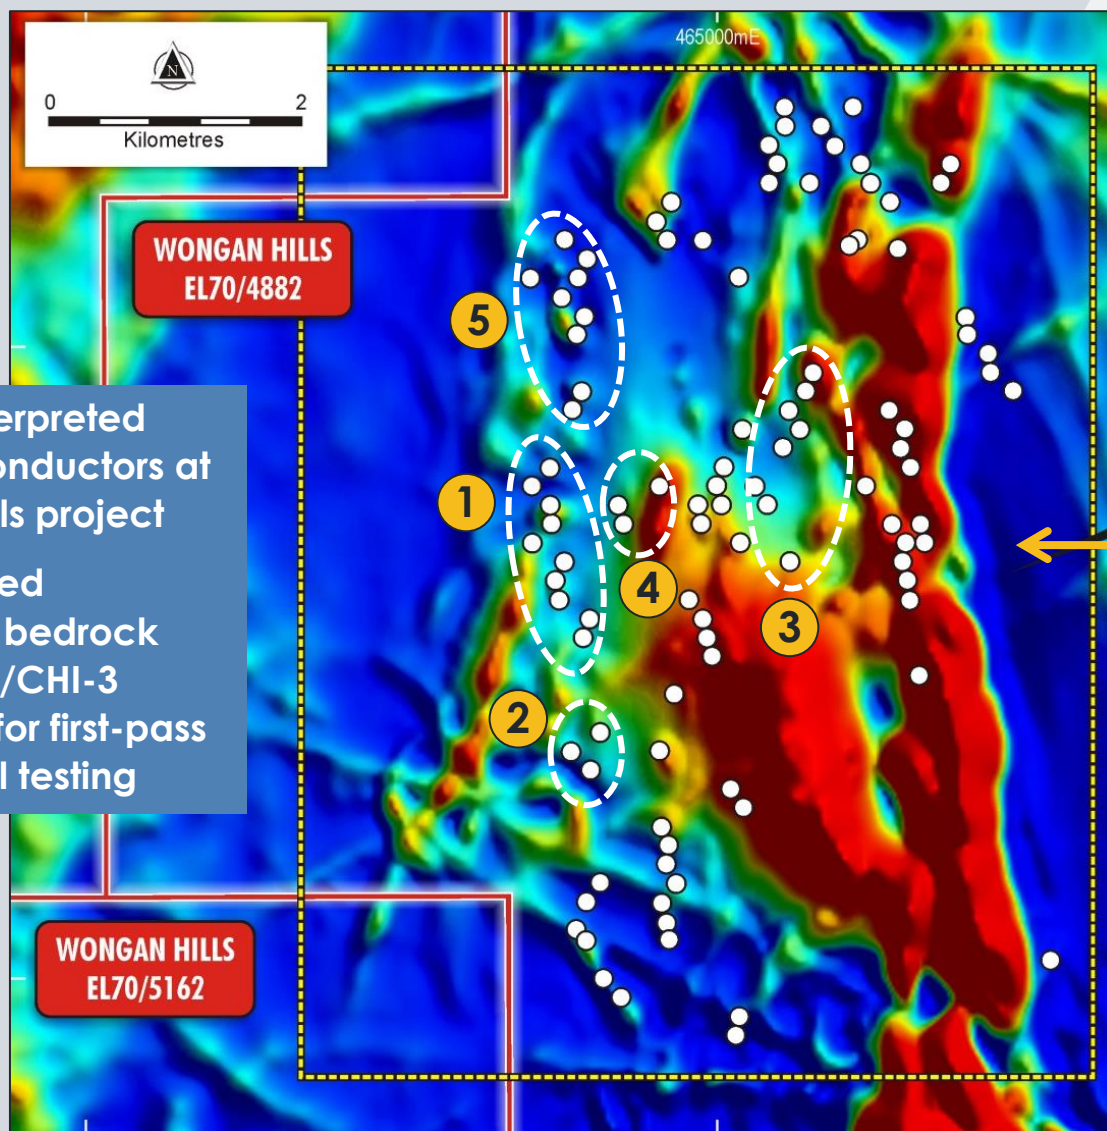 465000mE
N
0 2
Kilometres
WONGAN HILLS
EL70/4882
5
erpreted
onductors at
ls project
1
ed
bedrock
/CHI-3
for first-pass
l testing
4
3
2
WONGAN HILLS
EL70/5162